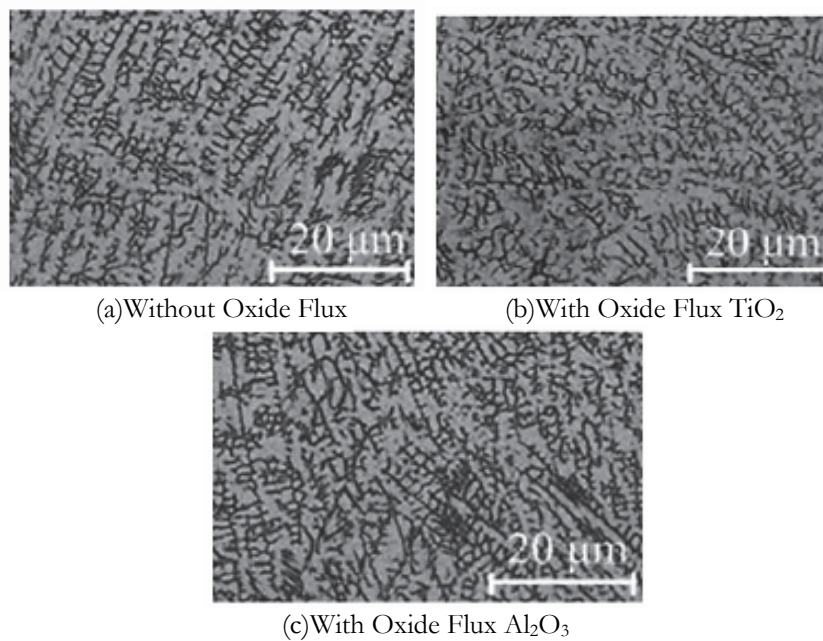 20 μm
20 μm
(a)Without Oxide Flux
(b)With Oxide Flux TiO₂
20 μm
(c)With Oxide Flux Al₂O₃